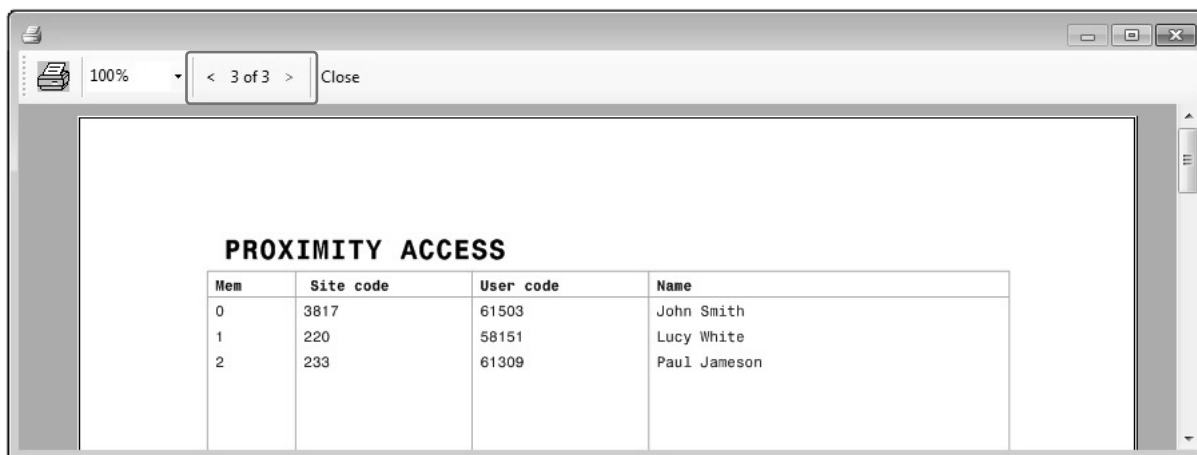 100% < 3 of 3 > Close
PROXIMITY ACCESS
Mem Site code User code Name
0 3817 61503 John Smith
1 220 58151 Lucy White
2 233 61309 Paul Jameson